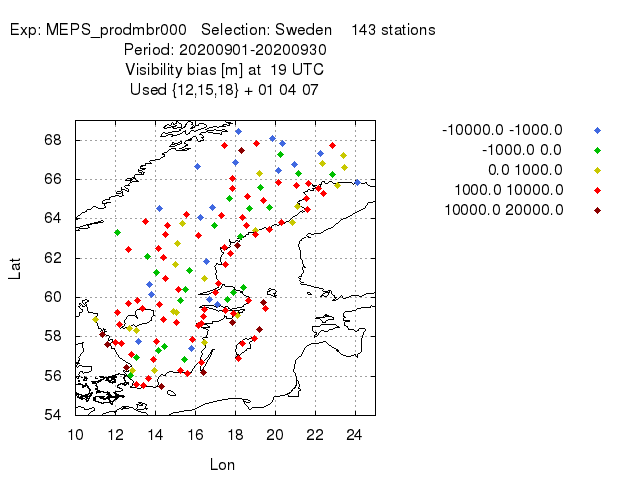 Exp: MEPS_prodmbr000   Selection: Sweden    143 stations
Period: 20200901-20200930
Visibility bias [m] at  19 UTC
Used {12,15,18} + 01 04 07
-10000.0 -1000.0
-1000.0 0.0
0.0 1000.0
1000.0 10000.0
10000.0 20000.0
Lat
68
66
64
62
60
58
56
54
10 12 14 16 18 20 22 24
Lon